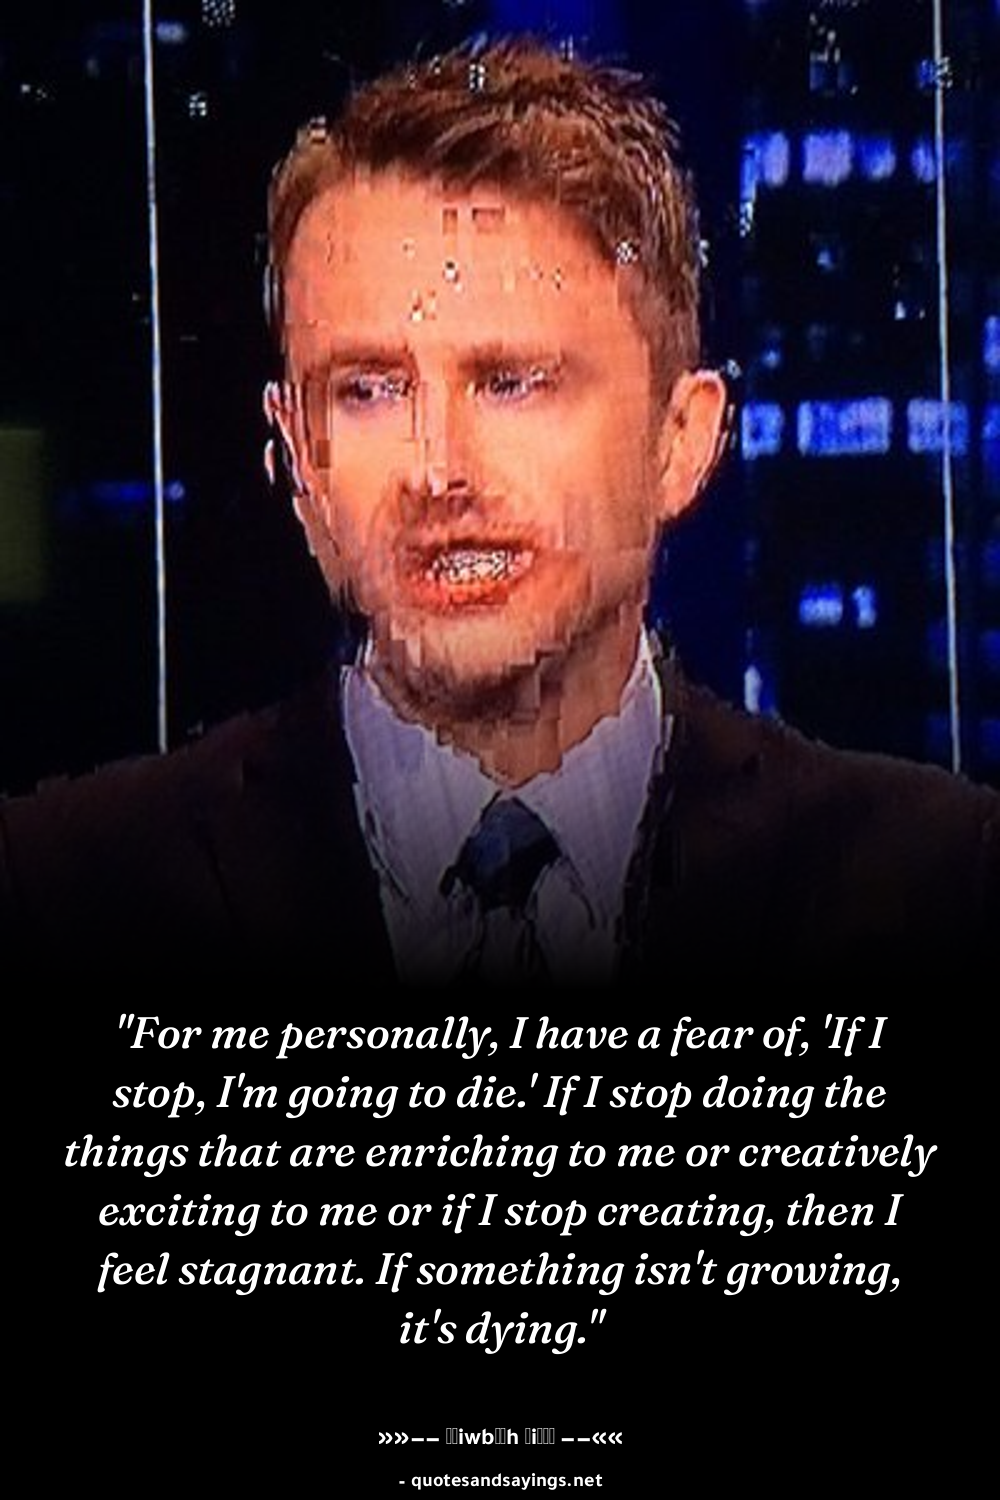 "For me personally, I have a fear of, 'If I
stop, I'm going to die.' If I stop doing the
things that are enriching to me or creatively
exciting to me or if I stop creating, then I
feel stagnant. If something isn't growing,
it's dying."
- quotesandsayings.net